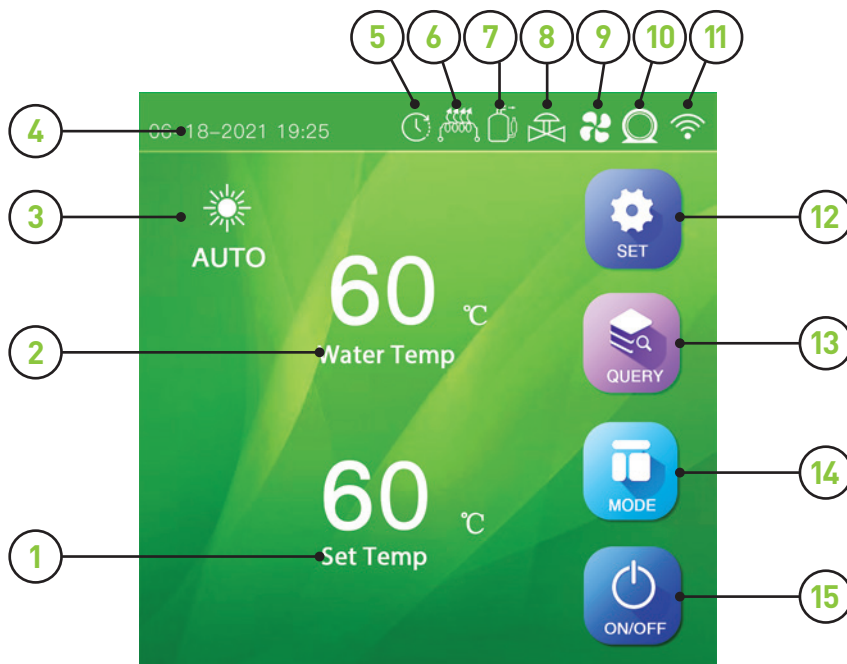 5 6 7 8 9 10 11
4
06-18-2021 19:25
3
AUTO
SET
12
60 ℃
2
Water Temp
QUERY
13
60 ℃
MODE
14
1
Set Temp
ON/OFF
15